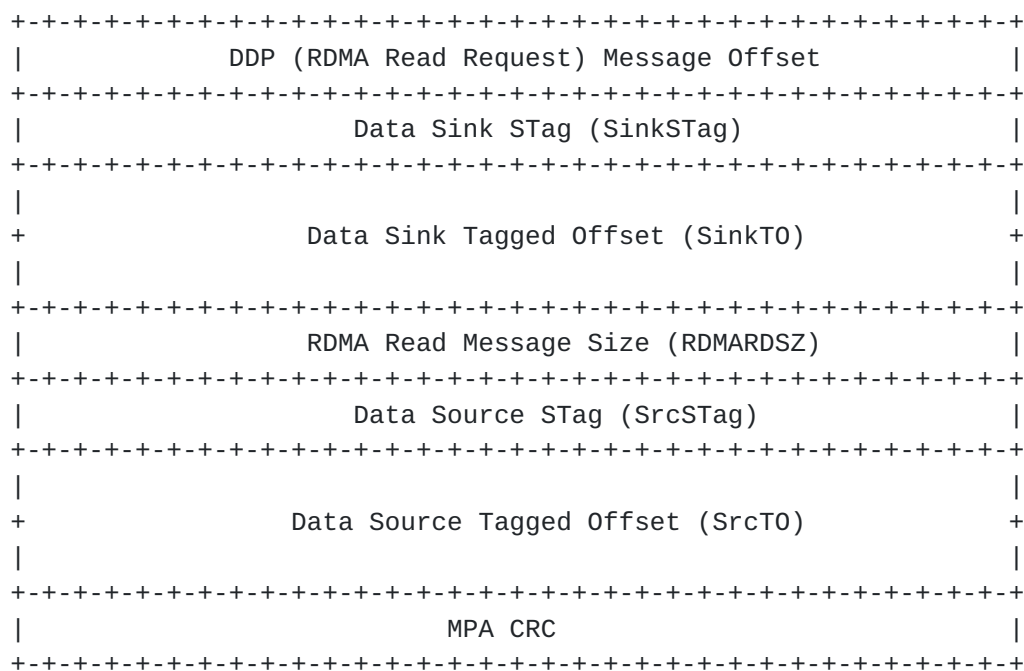 +-+-+-+-+-+-+-+-+-+-+-+-+-+-+-+-+-+-+-+-+-+-+-+-+-+-+-+-+-+-+-+-+
|             DDP (RDMA Read Request) Message Offset            |
+-+-+-+-+-+-+-+-+-+-+-+-+-+-+-+-+-+-+-+-+-+-+-+-+-+-+-+-+-+-+-+-+
|                     Data Sink STag (SinkSTag)                 |
+-+-+-+-+-+-+-+-+-+-+-+-+-+-+-+-+-+-+-+-+-+-+-+-+-+-+-+-+-+-+-+-+
|                                                               |
+                  Data Sink Tagged Offset (SinkTO)             +
|                                                               |
+-+-+-+-+-+-+-+-+-+-+-+-+-+-+-+-+-+-+-+-+-+-+-+-+-+-+-+-+-+-+-+-+
|                  RDMA Read Message Size (RDMARDSZ)            |
+-+-+-+-+-+-+-+-+-+-+-+-+-+-+-+-+-+-+-+-+-+-+-+-+-+-+-+-+-+-+-+-+
|                     Data Source STag (SrcSTag)                |
+-+-+-+-+-+-+-+-+-+-+-+-+-+-+-+-+-+-+-+-+-+-+-+-+-+-+-+-+-+-+-+-+
|                                                               |
+                 Data Source Tagged Offset (SrcTO)             +
|                                                               |
+-+-+-+-+-+-+-+-+-+-+-+-+-+-+-+-+-+-+-+-+-+-+-+-+-+-+-+-+-+-+-+-+
|                           MPA CRC                             |
+-+-+-+-+-+-+-+-+-+-+-+-+-+-+-+-+-+-+-+-+-+-+-+-+-+-+-+-+-+-+-+-+